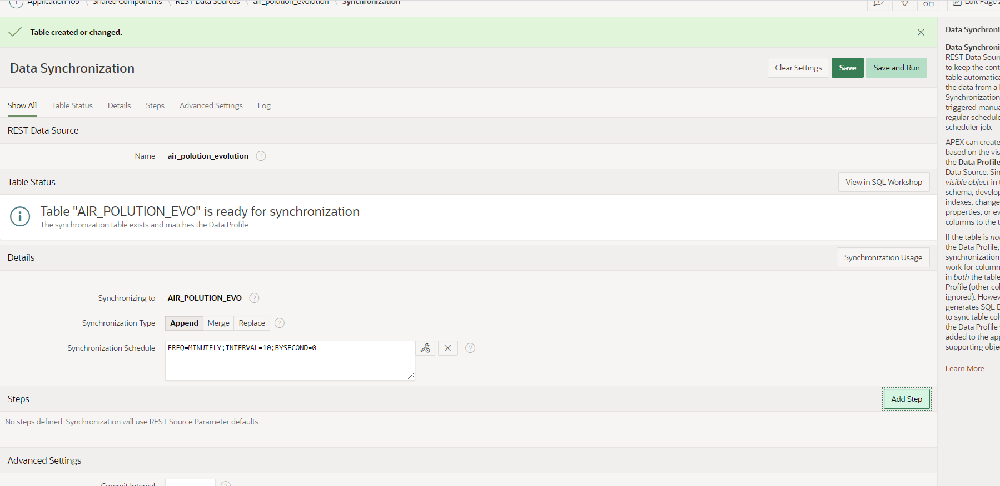 Application 105 \ Shared Components \ REST Data Sources \ air_polution_evolution \ Synchronization
Edit Page
Table created or changed.
Data Synchronization
Clear Settings
Save
Save and Run
Show All
Table Status
Details
Steps
Advanced Settings
Log
REST Data Source
Name
air_polution_evolution
?
Table Status
View in SQL Workshop
Table "AIR_POLUTION_EVO" is ready for synchronization
The synchronization table exists and matches the Data Profile.
Details
Synchronization Usage
Synchronizing to
AIR_POLUTION_EVO
?
Synchronization Type
Append
Merge
Replace
?
Synchronization Schedule
FREQ=MINUTELY;INTERVAL=10;BYSECOND=0
?
Steps
Add Step
No steps defined. Synchronization will use REST Source Parameter defaults.
Advanced Settings
Commit Interval
?
Data Synchroni
Data Synchroni
REST Data Sourc
to keep the cont
table automatica
the data from a
Synchronization
triggered manua
regular schedule
scheduler job.
APEX can create
based on the vis
the Data Profile
Data Source. Sin
visible object in t
schema, develop
indexes, change
properties, or ev
columns to the t
If the table is not
the Data Profile,
synchronization
work for column
in both the table
Profile (other col
ignored). Howev
generates SQL D
to sync table col
the Data Profile
added to the app
supporting obje
Learn More ...